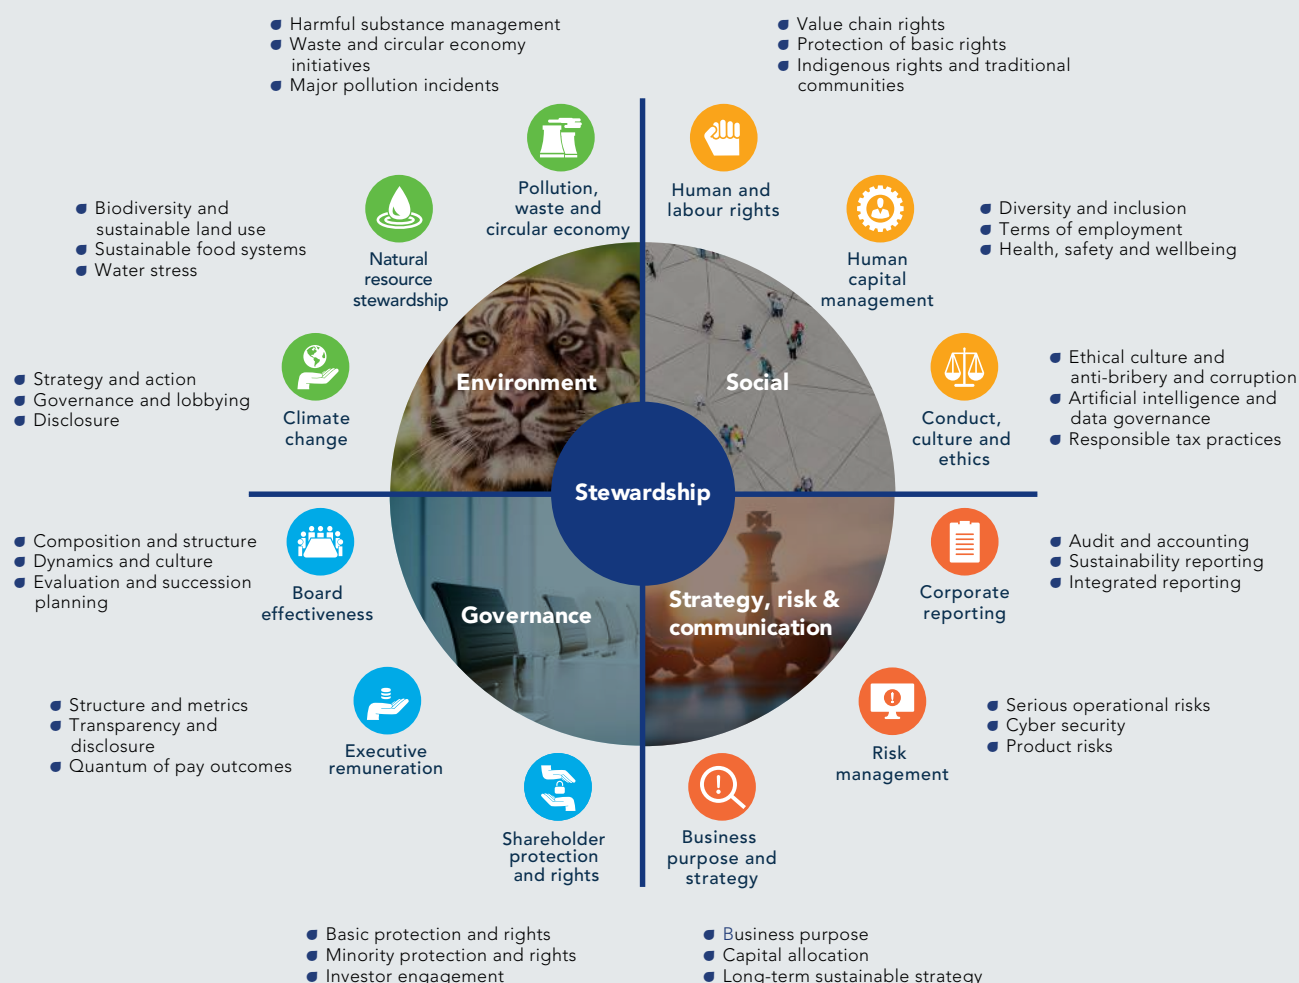 Harmful substance management
Waste and circular economy
initiatives
Major pollution incidents
Value chain rights
Protection of basic rights
Indigenous rights and traditional
communities
Pollution,
waste and
circular economy
Human and
labour rights
Biodiversity and
sustainable land use
Sustainable food systems
Water stress
Natural
resource
stewardship
Human
capital
management
Diversity and inclusion
Terms of employment
Health, safety and wellbeing
Strategy and action
Governance and lobbying
Disclosure
Climate
change
Environment
Social
Conduct,
culture and
ethics
Ethical culture and
anti-bribery and corruption
Artificial intelligence and
data governance
Responsible tax practices
Stewardship
Composition and structure
Dynamics and culture
Evaluation and succession
planning
Board
effectiveness
Governance
Strategy, risk &
communication
Corporate
reporting
Audit and accounting
Sustainability reporting
Integrated reporting
Structure and metrics
Transparency and
disclosure
Quantum of pay outcomes
Executive
remuneration
Risk
management
Serious operational risks
Cyber security
Product risks
Shareholder
protection
and rights
Business
purpose and
strategy
Basic protection and rights
Minority protection and rights
Investor engagement
Business purpose
Capital allocation
Long-term sustainable strategy